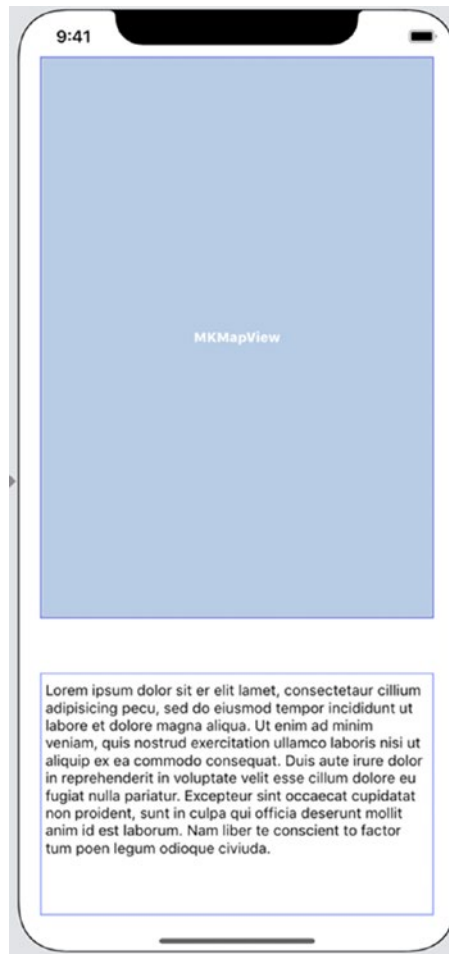 9:41
MKMapView
Lorem ipsum dolor sit er elit lamet, consectetaur cillium
adipisicing pecu, sed do eiusmod tempor incididunt ut
labore et dolore magna aliqua. Ut enim ad minim
veniam, quis nostrud exercitation ullamco laboris nisi ut
aliquip ex ea commodo consequat. Duis aute irure dolor
in reprehenderit in voluptate velit esse cillum dolore eu
fugiat nulla pariatur. Excepteur sint occaecat cupidatat
non proident, sunt in culpa qui officia deserunt mollit
anim id est laborum. Nam liber te conscient to factor
tum poen legum odioque civiuda.